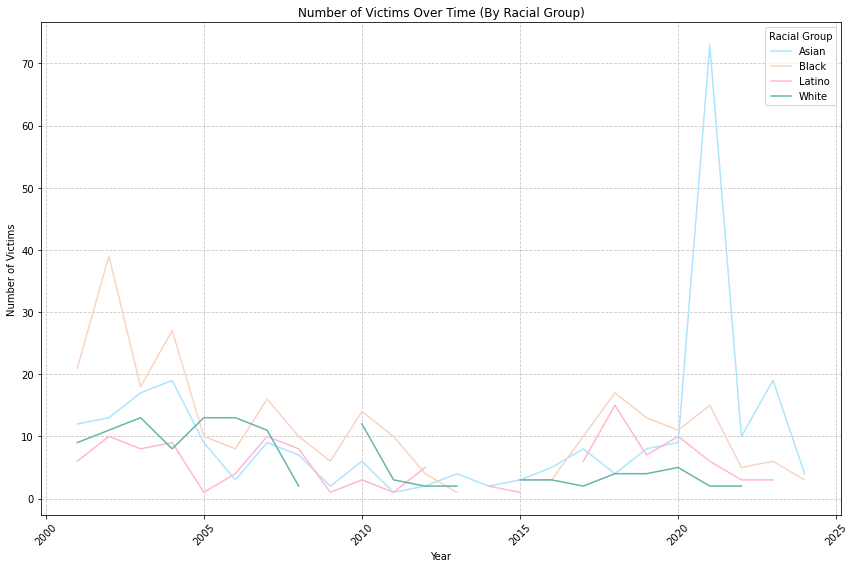 Number of Victims Over Time (By Racial Group)
Racial Group
Asian
Black
Latino
White
Number of Victims
70
60
50
40
30
20
10
0
2000
2005
2010
2015
2020
2025
Year